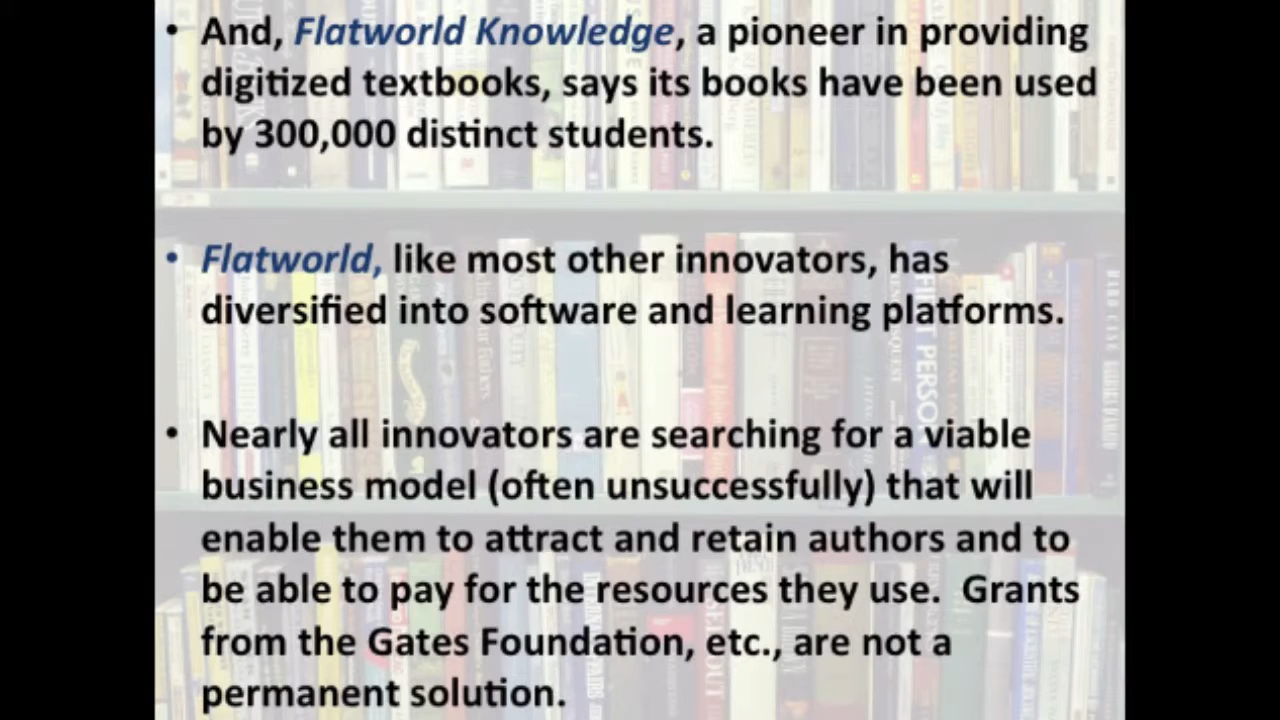 • And, Flatworld Knowledge, a pioneer in providing
digitized textbooks, says its books have been used
by 300,000 distinct students.
• Flatworld, like most other innovators, has
diversified into software and learning platforms.
• Nearly all innovators are searching for a viable
business model (often unsuccessfully) that will
enable them to attract and retain authors and to
be able to pay for the resources they use.  Grants
from the Gates Foundation, etc., are not a
permanent solution.